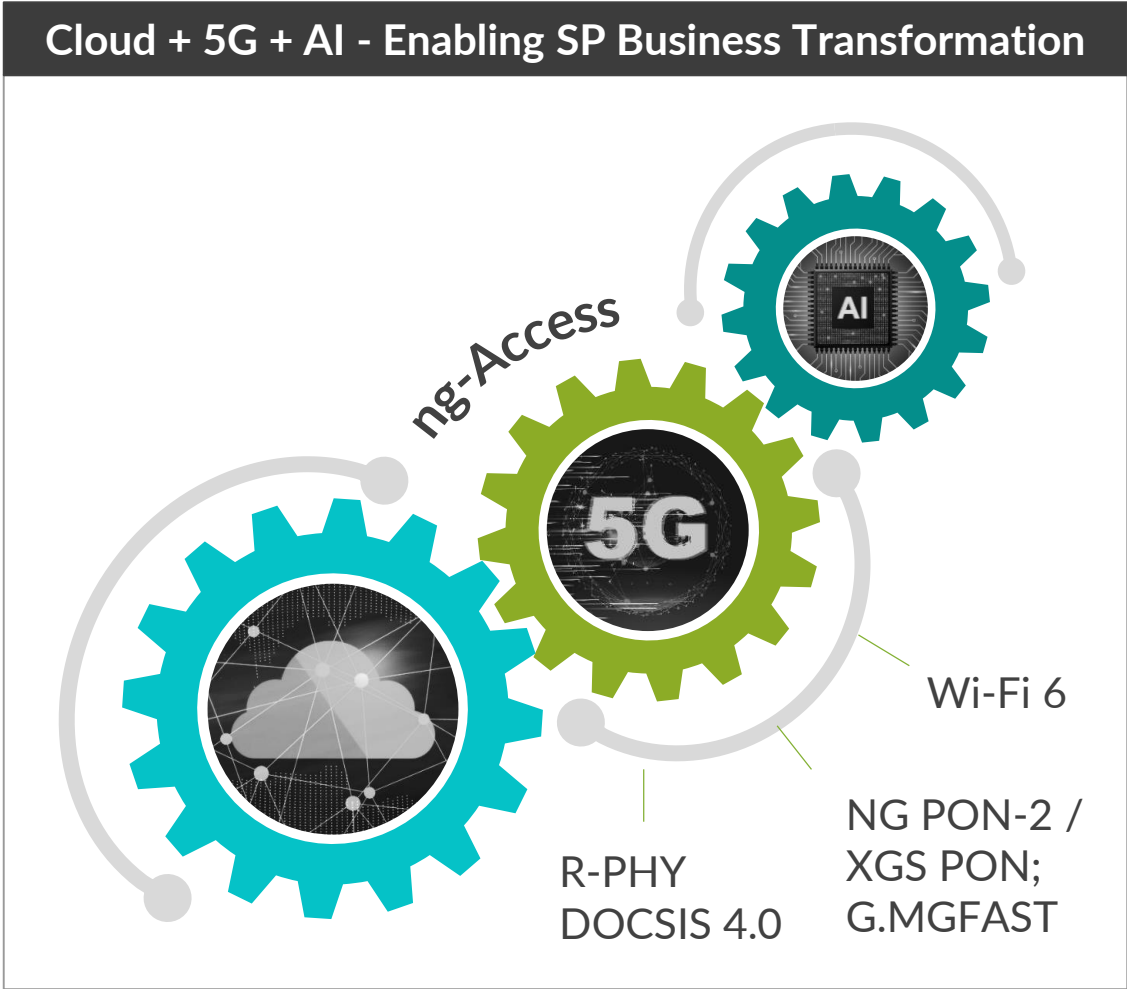 Cloud + 5G + AI - Enabling SP Business Transformation
AI
ng-Access
5G
Wi-Fi 6
NG PON-2 /
XGS PON;
G.MGFAST
R-PHY
DOCSIS 4.0